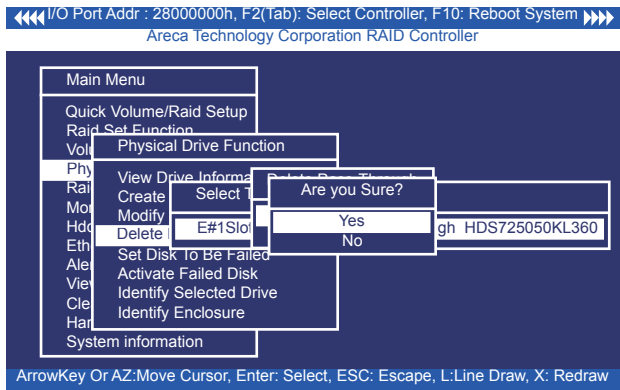 I/O Port Addr : 28000000h, F2(Tab): Select Controller, F10: Reboot System
Areca Technology Corporation RAID Controller
Main Menu
Quick Volume/Raid Setup
Raid Set Function
Physical Drive Function
View Drive
Delete Pass Through
Create
Select
Are you Sure?
Modify
Delete
E#1Slot
Yes
HDS725050KL360
No
Set Disk To Be Failed
Activate Failed Disk
Identify Selected Drive
Identify Enclosure
System information
ArrowKey Or AZ:Move Cursor, Enter: Select, ESC: Escape, L:Line Draw, X: Redraw